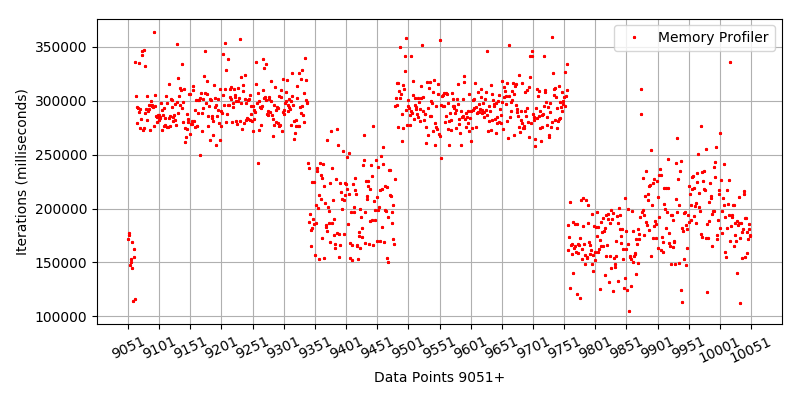 Memory Profiler
350000
300000
250000
200000
150000
100000
Iterations (milliseconds)
9051 9101 9151 9201 9251 9301 9351 9401 9451 9501 9551 9601 9651 9701 9751 9801 9851 9901 9951 10001 10051
Data Points 9051+